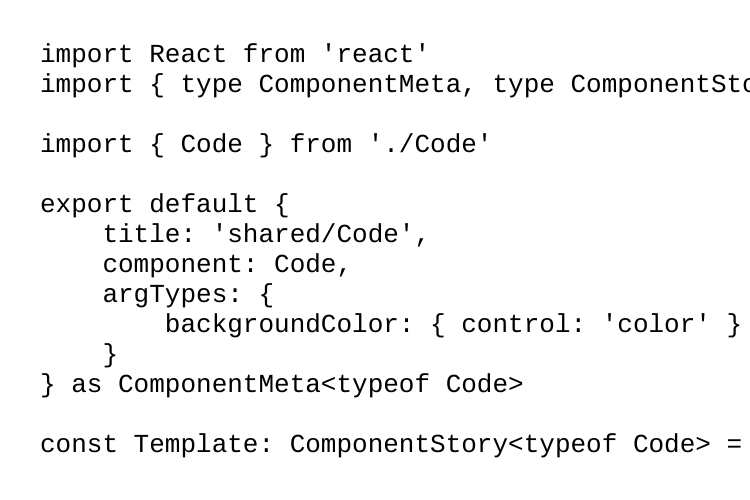 import React from 'react'
import { type ComponentMeta, type

import { Code } from './Code'

export default {
    title: 'shared/Code',
    component: Code,
    argTypes: {
        backgroundColor: { control: 'color' }
    }
} as ComponentMeta<typeof Code>

const Template: ComponentStory<typeof Code> =